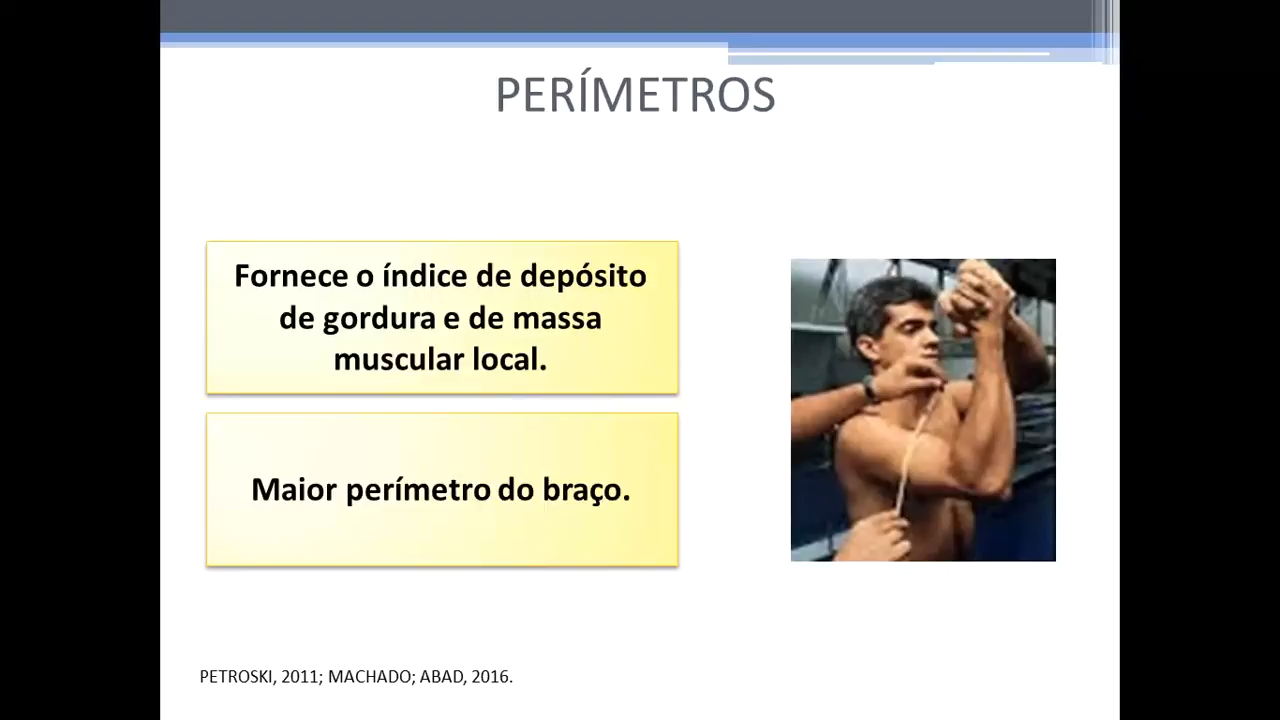 PERÍMETROS
Fornece o índice de depósito
de gordura e de massa
muscular local.
Maior perímetro do braço.
PETROSKI, 2011; MACHADO; ABAD, 2016.